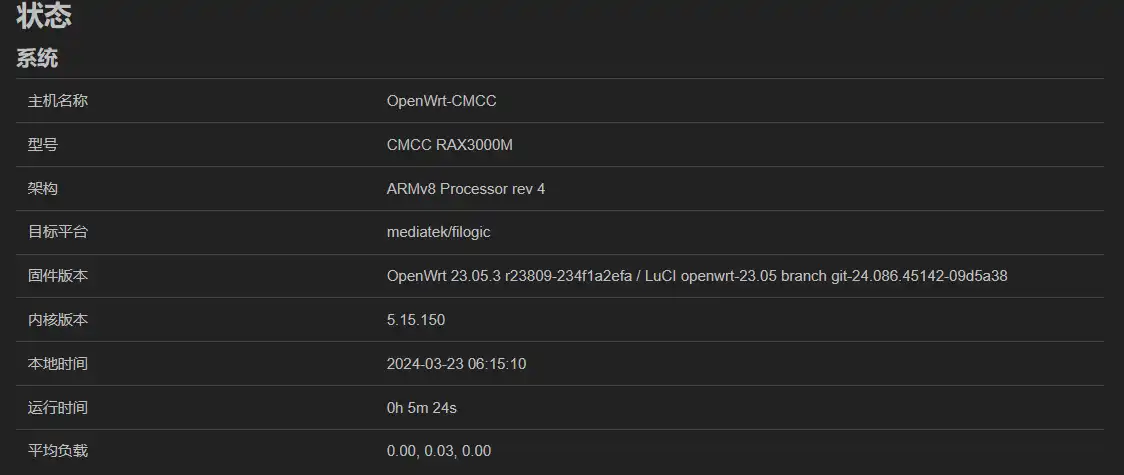 状态
系统
主机名称 OpenWrt-CMCC
型号 CMCC RAX3000M
架构 ARMv8 Processor rev 4
目标平台 mediatek/filogic
固件版本 OpenWrt 23.05.3 r23809-234f1a2efa / LuCI openwrt-23.05 branch git-24.086.45142-09d5a38
内核版本 5.15.150
本地时间 2024-03-23 06:15:10
运行时间 0h 5m 24s
平均负载 0.00, 0.03, 0.00